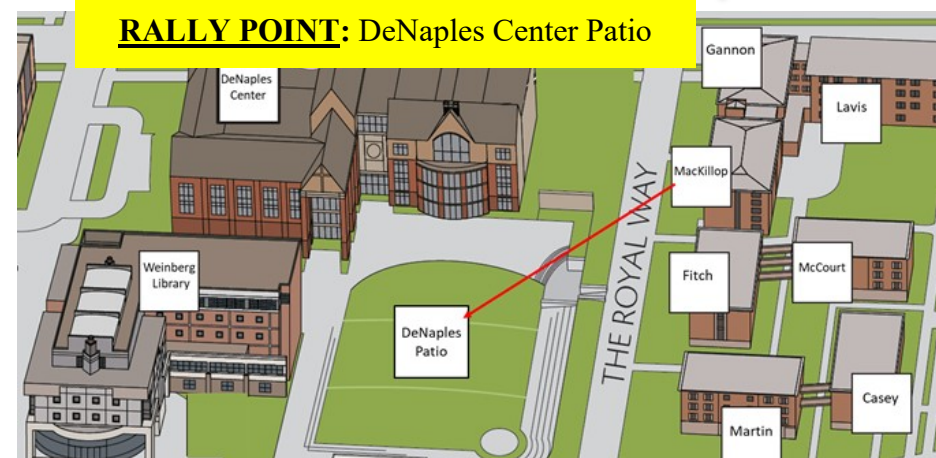 RALLY POINT: DeNaples Center Patio
DeNaples
Center
Gannon
Lavis
MacKillop
THE ROYAL WAY
Weinberg
Library
Fitch
McCourt
DeNaples
Patio
Casey
Martin